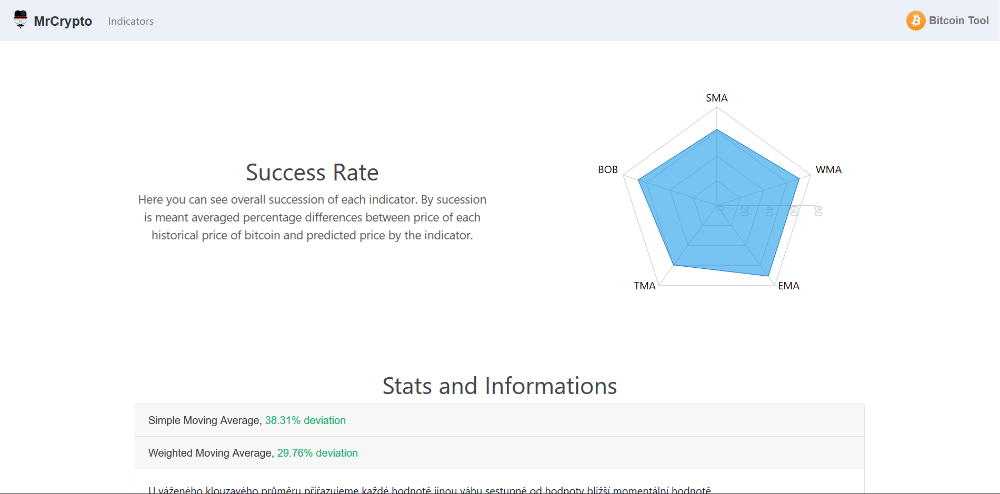 MrCrypto Indicators Bitcoin Tool
SMA
WMA
BOB
Success Rate
Here you can see overall succession of each indicator. By sucession
is meant averaged percentage differences between price of each
historical price of bitcoin and predicted price by the indicator.
0 20 40 60 80
TMA
EMA
Stats and Informations
Simple Moving Average, 38.31% deviation
Weighted Moving Average, 29.76% deviation
U váženého klouzavého průměru přiřazujeme každé hodnotě jinou váhu sestupně od hodnoty bližší momentální hodnotě.